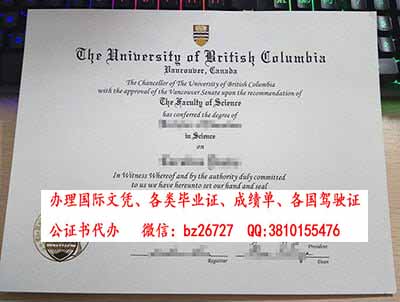 The University of British Columbia
Vancouver, Canada
The Chancellor of The University of British Columbia
with the approval of the Vancouver Senate upon the recommendation of
The Faculty of Science
has conferred the degree of
in Science
on
In Witness Whereof and by the authority duly committed
to us we have hereunto set our hand and seal
办理国际文凭、各类毕业证、成绩单、各国驾驶证
公证书代办 微信：bz26727 QQ:3810155476
President
Registrar
Dean